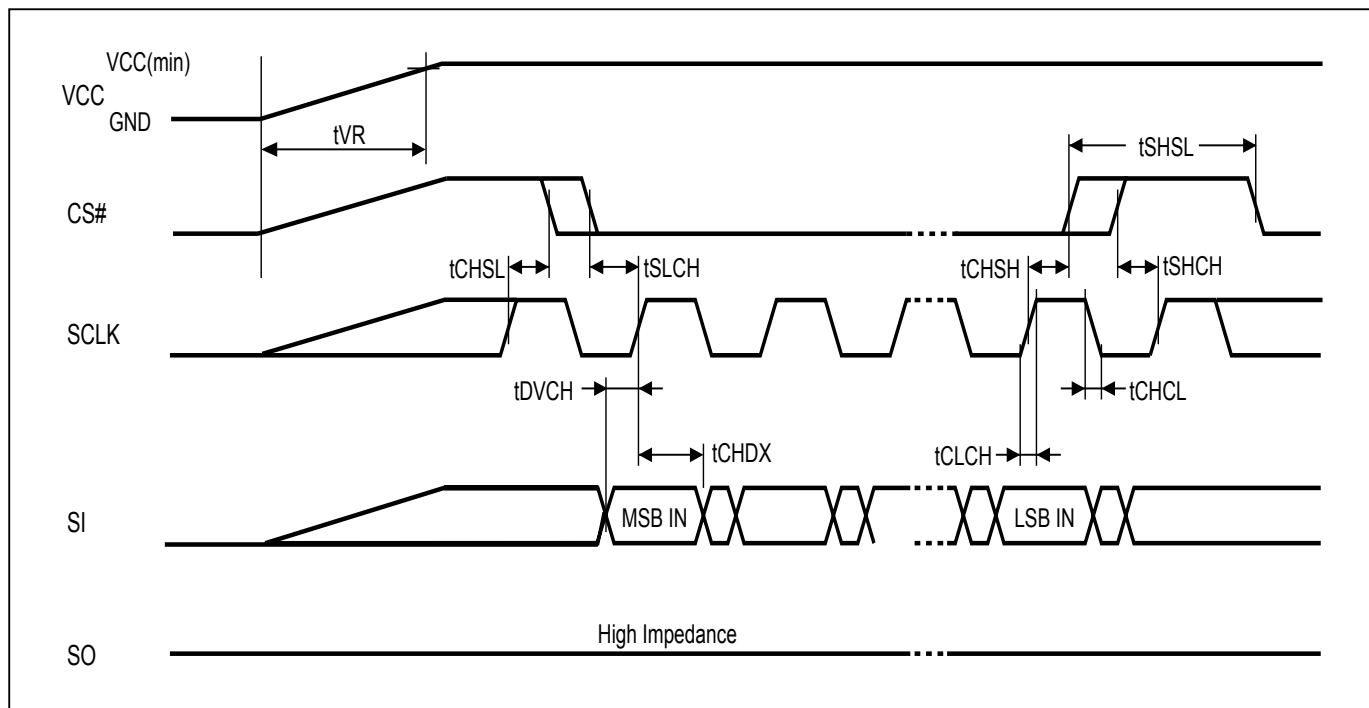 VCC(min)
VCC
GND
tVR
tSHSL
CS#
tCHSL
tSLCH
tCHSH
tSHCH
SCLK
tDVCH
tCHCL
tCHDX
tCLCH
SI
MSB IN
LSB IN
High Impedance
SO